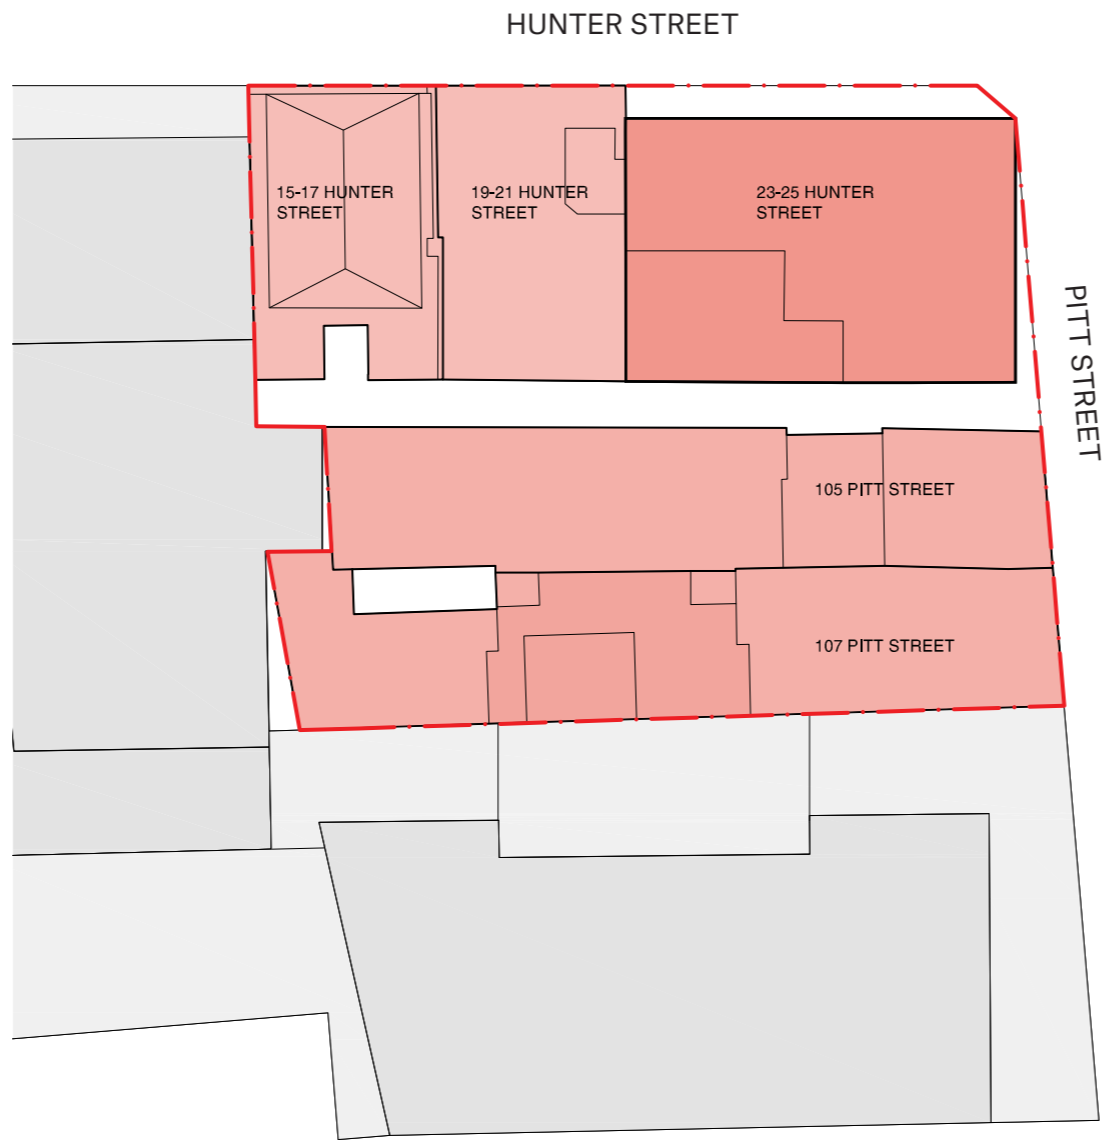 HUNTER STREET
15-17 HUNTER
STREET
19-21 HUNTER
STREET
23-25 HUNTER
STREET
PITT STREET
105 PITT STREET
107 PITT STREET